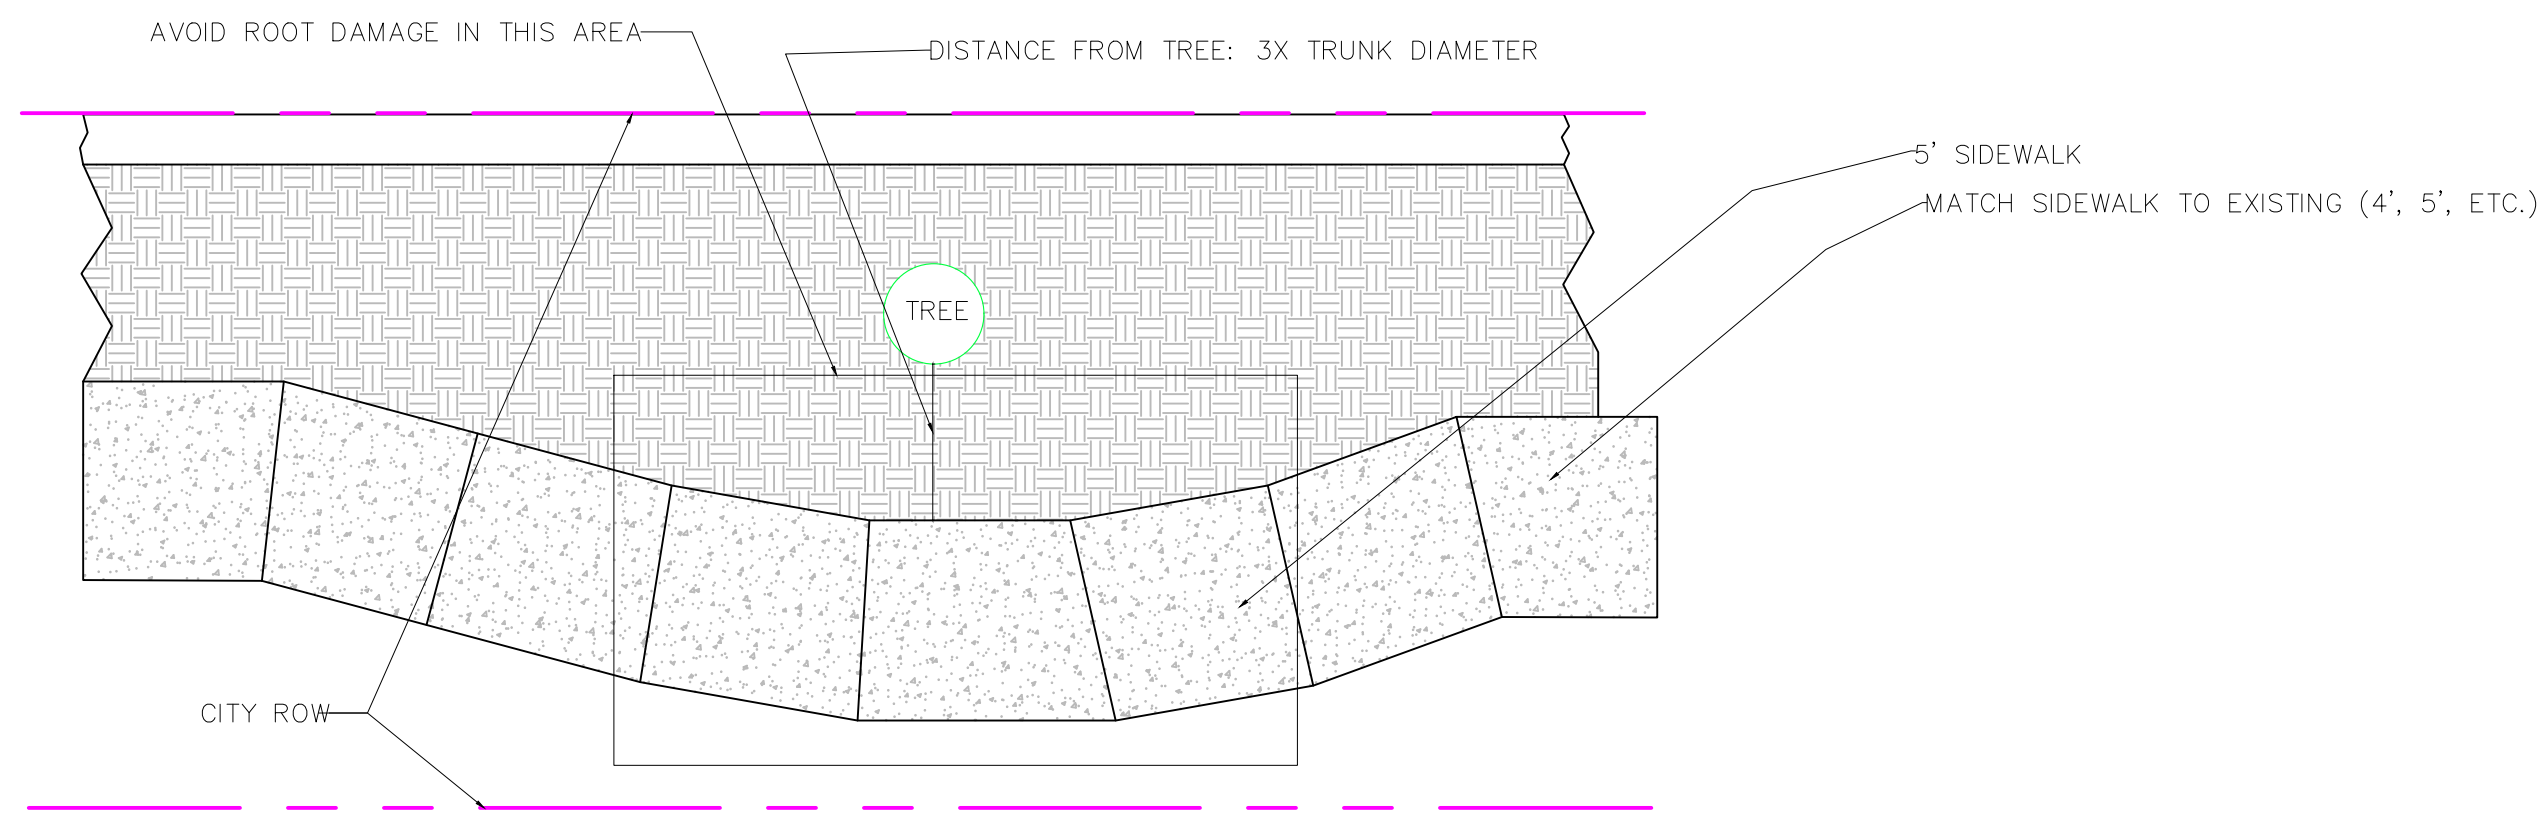 AVOID ROOT DAMAGE IN THIS AREA
DISTANCE FROM TREE: 3X TRUNK DIAMETER
5' SIDEWALK
MATCH SIDEWALK TO EXISTING (4', 5', ETC.)
TREE
CITY ROW